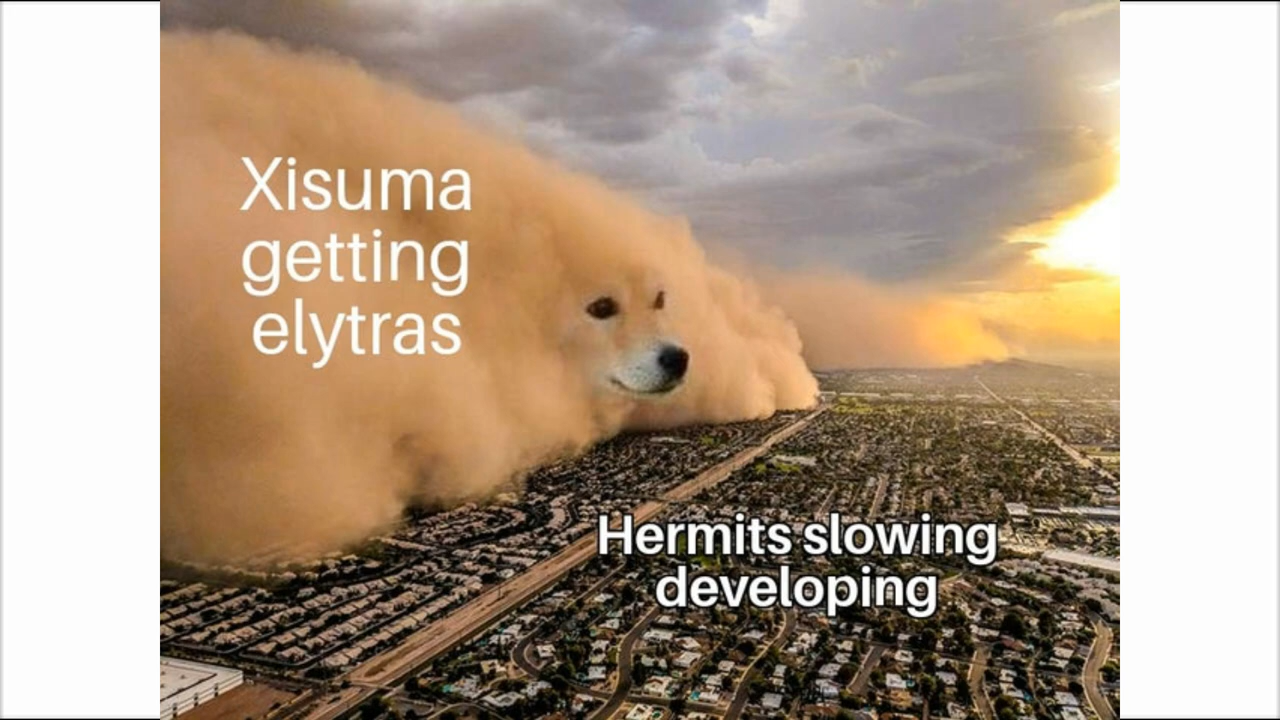 Xisuma
getting
elytras
Hermits slowing
developing